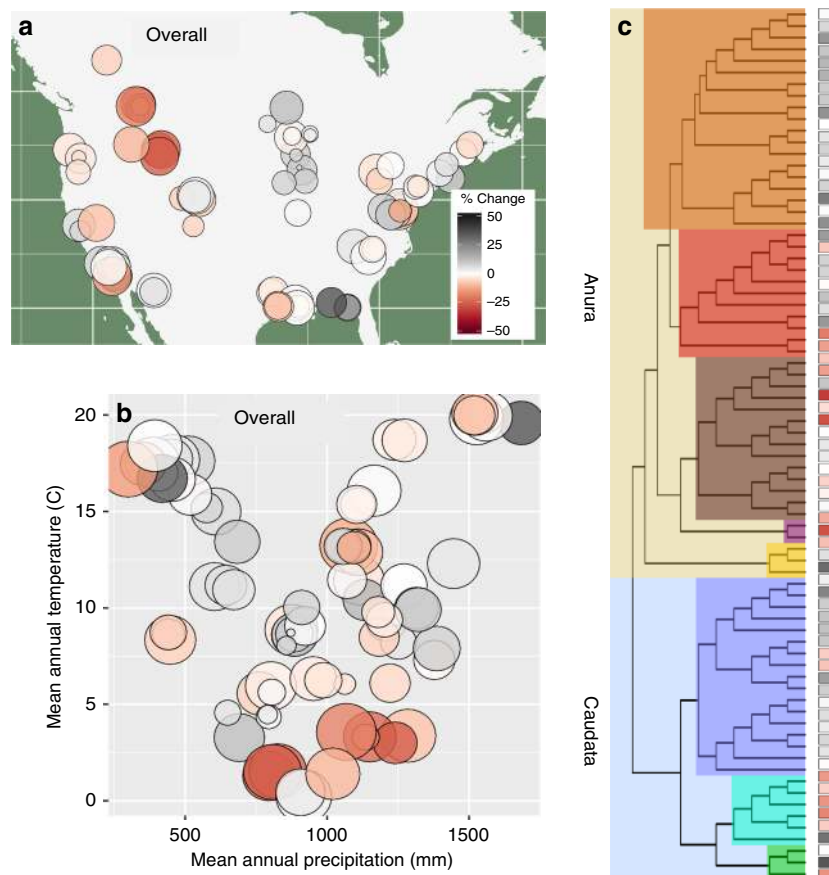 a
Overall
% Change
50
25
0
−25
−50
b
Overall
20
15
10
5
0
Mean annual temperature (C)
500
1000
1500
Mean annual precipitation (mm)
c
Anura
Caudata